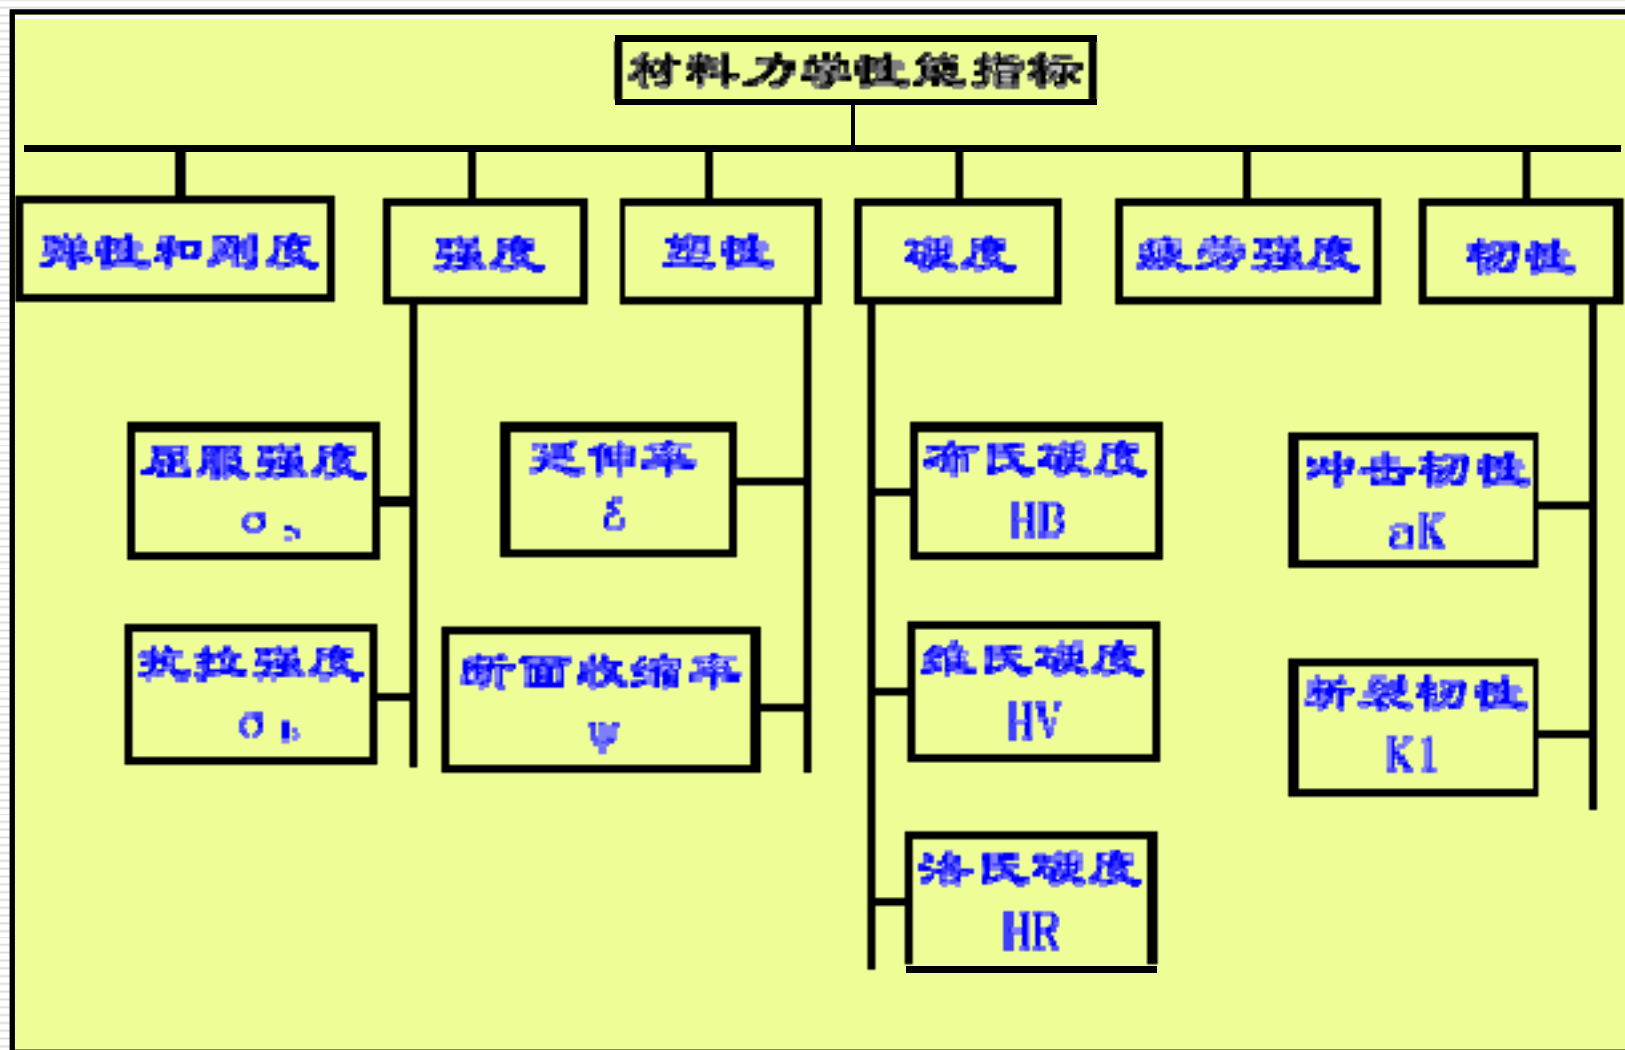 材料力学性能指标
弹性和刚度
强度
塑性
硬度
疲劳强度
韧性
屈服强度
σs
延伸率
δ
布氏硬度
HB
冲击韧性
aK
抗拉强度
σb
断面收缩率
ψ
维氏硬度
HV
断裂韧性
K1
洛氏硬度
HR